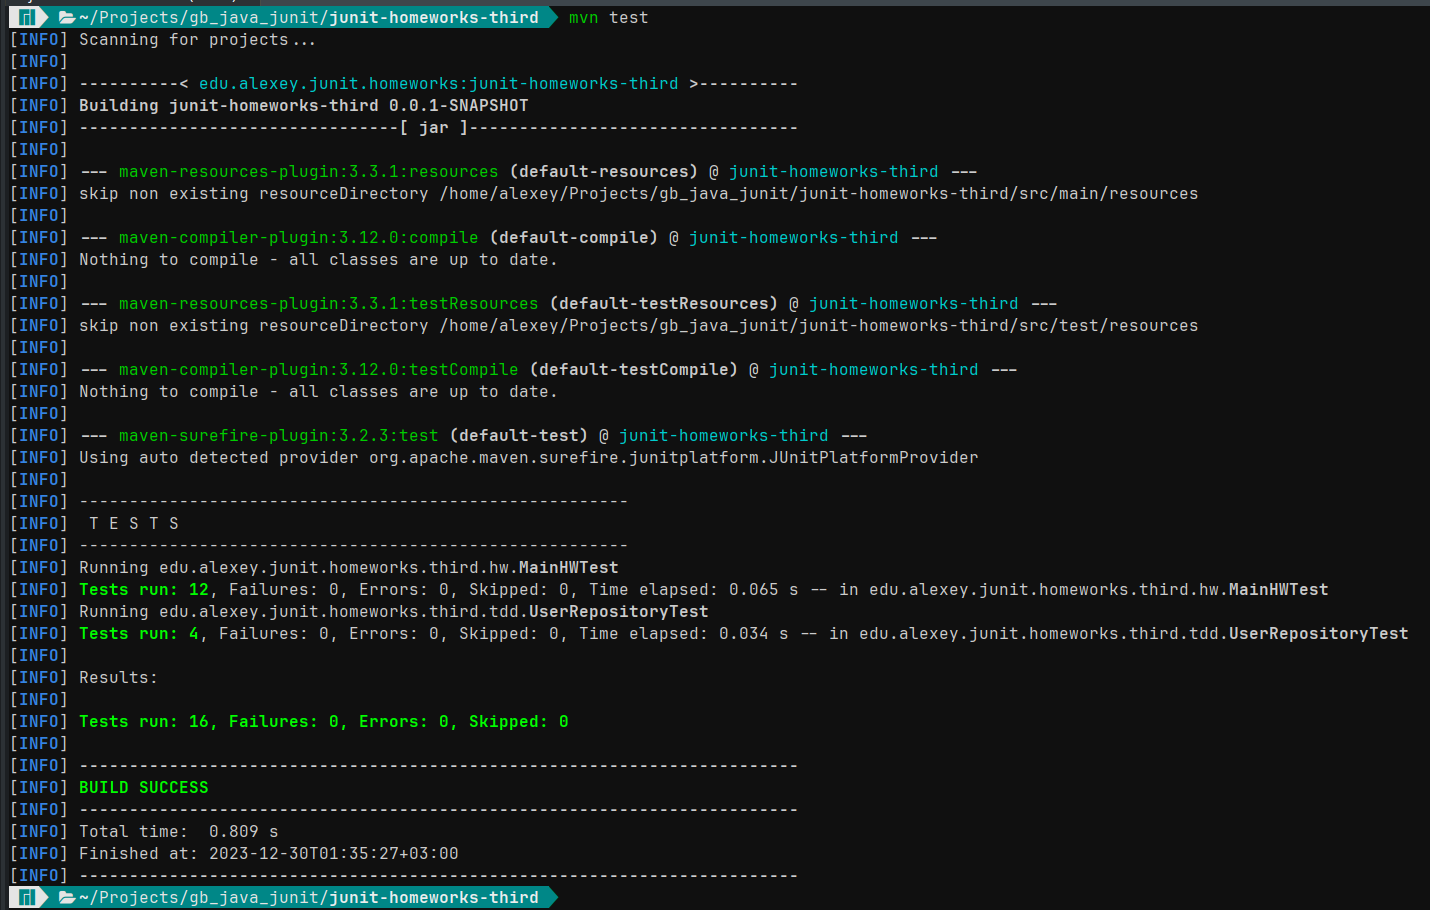 ~/Projects/gb_java_junit/junit-homeworks-third mvn test
[INFO] Scanning for projects...
[INFO]
[INFO] ----------< edu.alexey.junit.homeworks:junit-homeworks-third >----------
[INFO] Building junit-homeworks-third 0.0.1-SNAPSHOT
[INFO] --------------------------------[ jar ]---------------------------------
[INFO]
[INFO] --- maven-resources-plugin:3.3.1:resources (default-resources) @ junit-homeworks-third ---
[INFO] skip non existing resourceDirectory /home/alexey/Projects/gb_java_junit/junit-homeworks-third/src/main/resources
[INFO]
[INFO] --- maven-compiler-plugin:3.12.0:compile (default-compile) @ junit-homeworks-third ---
[INFO] Nothing to compile - all classes are up to date.
[INFO]
[INFO] --- maven-resources-plugin:3.3.1:testResources (default-testResources) @ junit-homeworks-third ---
[INFO] skip non existing resourceDirectory /home/alexey/Projects/gb_java_junit/junit-homeworks-third/src/test/resources
[INFO]
[INFO] --- maven-compiler-plugin:3.12.0:testCompile (default-testCompile) @ junit-homeworks-third ---
[INFO] Nothing to compile - all classes are up to date.
[INFO]
[INFO] --- maven-surefire-plugin:3.2.3:test (default-test) @ junit-homeworks-third ---
[INFO] Using auto detected provider org.apache.maven.surefire.junitplatform.JUnitPlatformProvider
[INFO]
[INFO] -------------------------------------------------------
[INFO]  T E S T S
[INFO] -------------------------------------------------------
[INFO] Running edu.alexey.junit.homeworks.third.hw.MainHWTest
[INFO] Tests run: 12, Failures: 0, Errors: 0, Skipped: 0, Time elapsed: 0.065 s -- in edu.alexey.junit.homeworks.third.hw.MainHWTest
[INFO] Running edu.alexey.junit.homeworks.third.tdd.UserRepositoryTest
[INFO] Tests run: 4, Failures: 0, Errors: 0, Skipped: 0, Time elapsed: 0.034 s -- in edu.alexey.junit.homeworks.third.tdd.UserRepositoryTest
[INFO]
[INFO] Results:
[INFO]
[INFO] Tests run: 16, Failures: 0, Errors: 0, Skipped: 0
[INFO]
[INFO] ------------------------------------------------------------------------
[INFO] BUILD SUCCESS
[INFO] ------------------------------------------------------------------------
[INFO] Total time:  0.809 s
[INFO] Finished at: 2023-12-30T01:35:27+03:00
[INFO] ------------------------------------------------------------------------
~/Projects/gb_java_junit/junit-homeworks-third